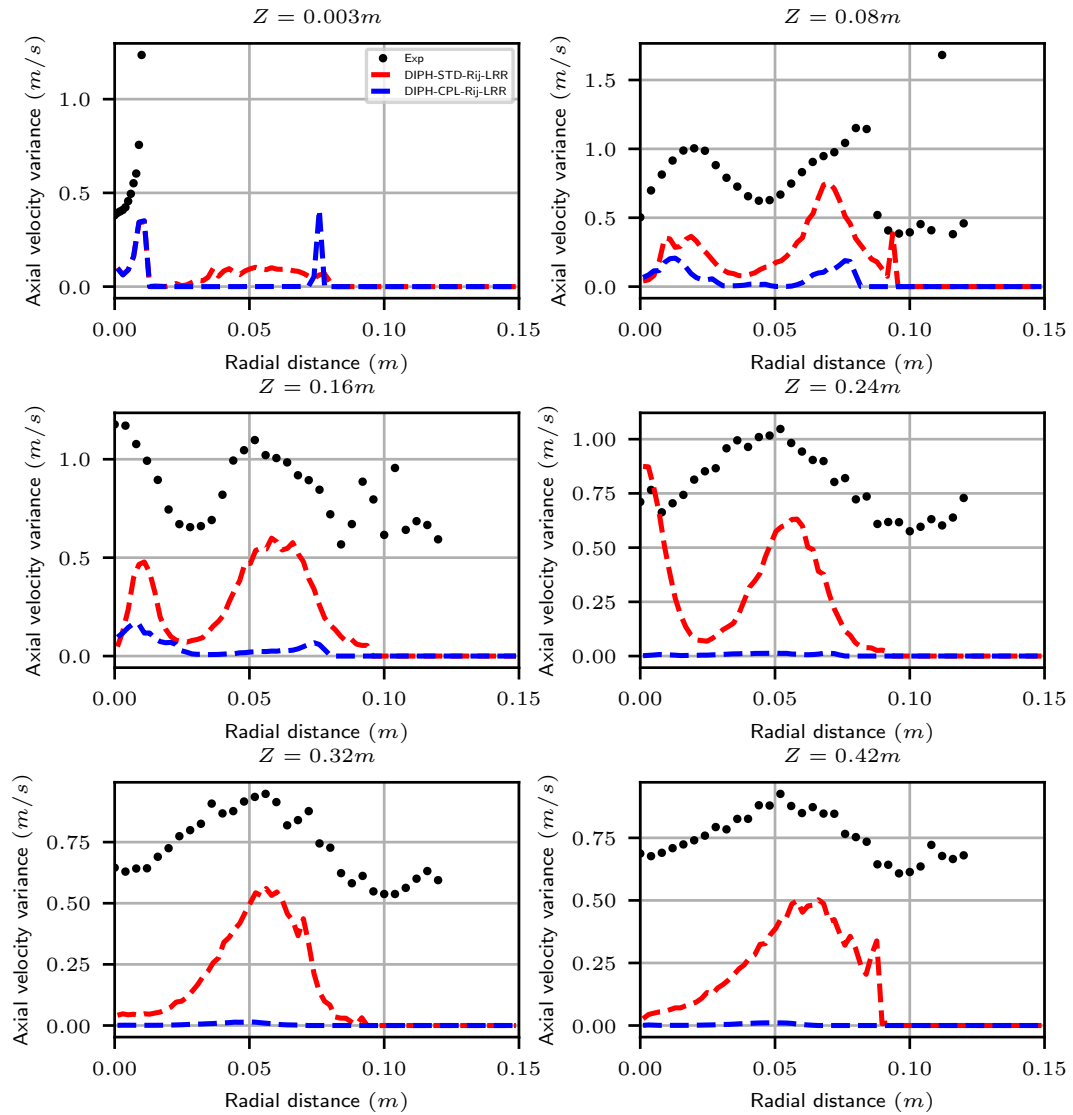 Z = 0.003m
Axial velocity variance (m/s)
1.0
0.5
0.0
Exp
DIPH-STD-Rij-LRR
DIPH-CPL-Rij-LRR
0.00 0.05 0.10 0.15
Radial distance (m)
Z = 0.08m
Axial velocity variance (m/s)
1.5
1.0
0.5
0.0
0.00 0.05 0.10 0.15
Radial distance (m)
Z = 0.16m
Axial velocity variance (m/s)
1.0
0.5
0.0
0.00 0.05 0.10 0.15
Radial distance (m)
Z = 0.24m
Axial velocity variance (m/s)
1.00
0.75
0.50
0.25
0.00
0.00 0.05 0.10 0.15
Radial distance (m)
Z = 0.32m
Axial velocity variance (m/s)
0.75
0.50
0.25
0.00
0.00 0.05 0.10 0.15
Radial distance (m)
Z = 0.42m
Axial velocity variance (m/s)
0.75
0.50
0.25
0.00
0.00 0.05 0.10 0.15
Radial distance (m)